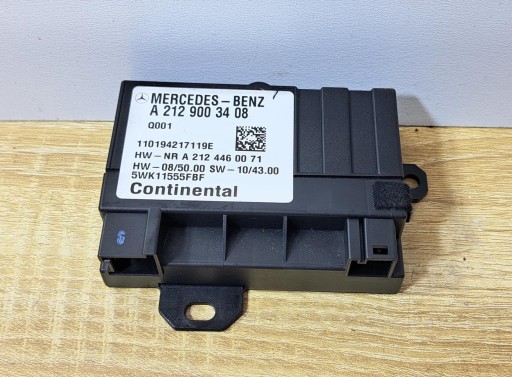 MERCEDES-BENZ
A 212 900 34 08
Q001
110194217119E
HW-NR A 212 446 00 71
HW-08/50.00 SW-10/43.00
5WK11555FBF
Continental